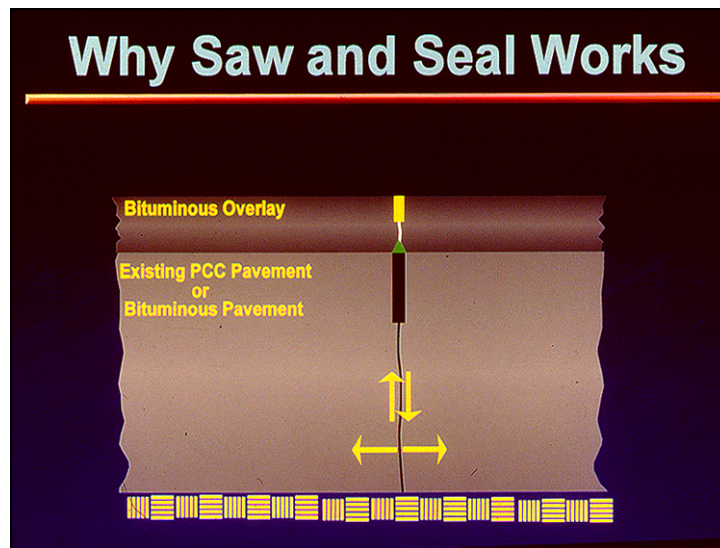 Why Saw and Seal Works
Bituminous Overlay
Existing PCC Pavement
or
Bituminous Pavement